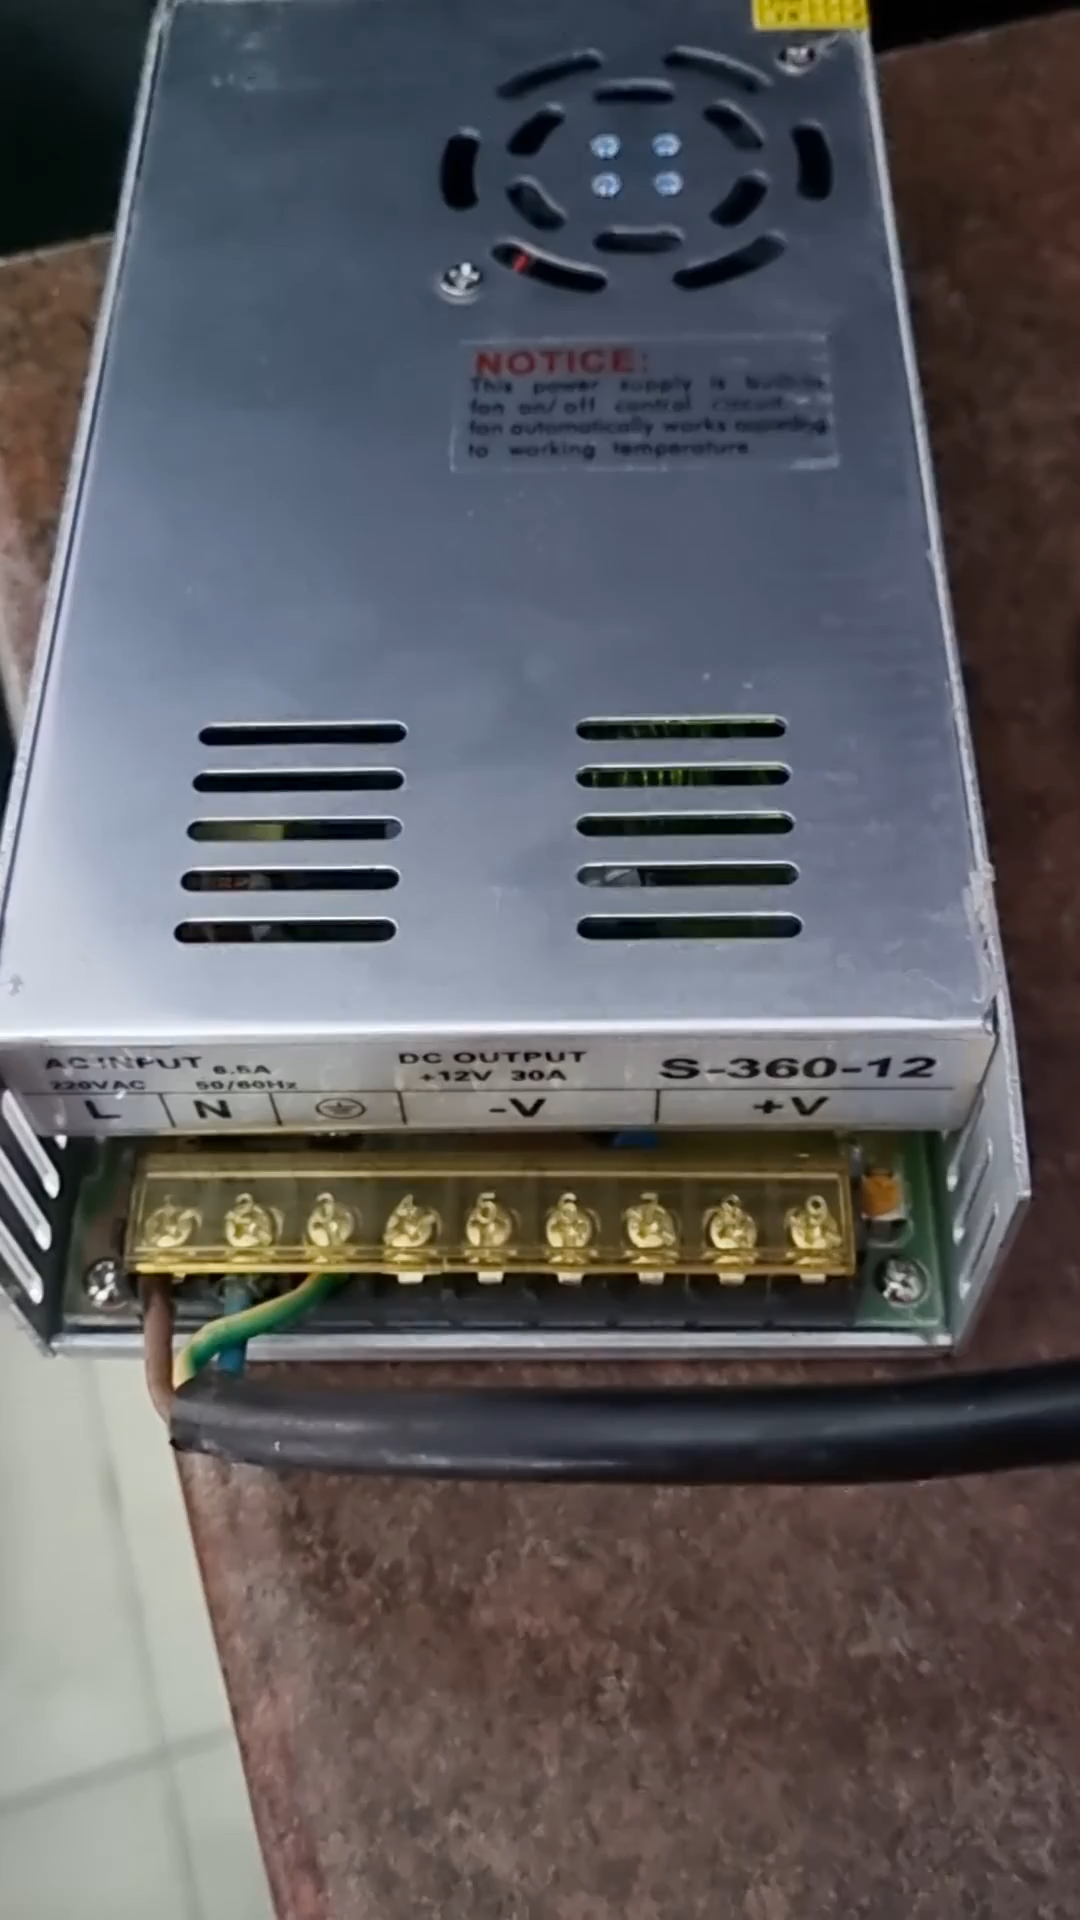 NOTICE:
This power supply is built-in
fan on/off control circuit.
fan automatically works according
to working temperature.
AC INPUT 6.5A
220VAC 50/60Hz
DC OUTPUT
+12V 30A
S-360-12
L N -V +V
1 2 3 4 5 6 7 8 9